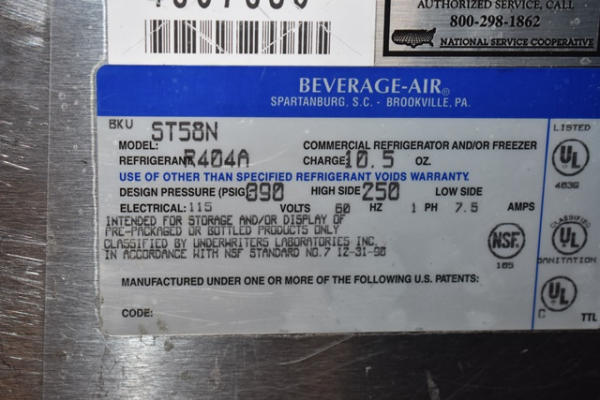 AUTHORIZED SERVICE, CALL
800-298-1862
NATIONAL SERVICE COOPERATIVE
BEVERAGE-AIR®
SPARTANBURG, S.C. - BROOKVILLE, PA.
BKU ST58N
MODEL: COMMERCIAL REFRIGERATOR AND/OR FREEZER
REFRIGERANT R404A CHARGE: 10.5 OZ.
USE OF OTHER THAN SPECIFIED REFRIGERANT VOIDS WARRANTY.
DESIGN PRESSURE (PSIG) 690 HIGH SIDE 250 LOW SIDE
ELECTRICAL: 115 VOLTS 60 HZ 1 PH 7.5 AMPS
INTENDED FOR STORAGE AND/OR DISPLAY OF
PRE-PACKAGED OR BOTTLED PRODUCTS ONLY
CLASSIFIED BY UNDERWRITERS LABORATORIES INC.
IN ACCORDANCE WITH NSF STANDARD NO.7 12-31-90
MANUFACTURED UNDER ONE OR MORE OF THE FOLLOWING U.S. PATENTS:
CODE:
LISTED
UL
403G
NSF
105
CLASSIFIED
UL
SANITATION
UL
C TTL